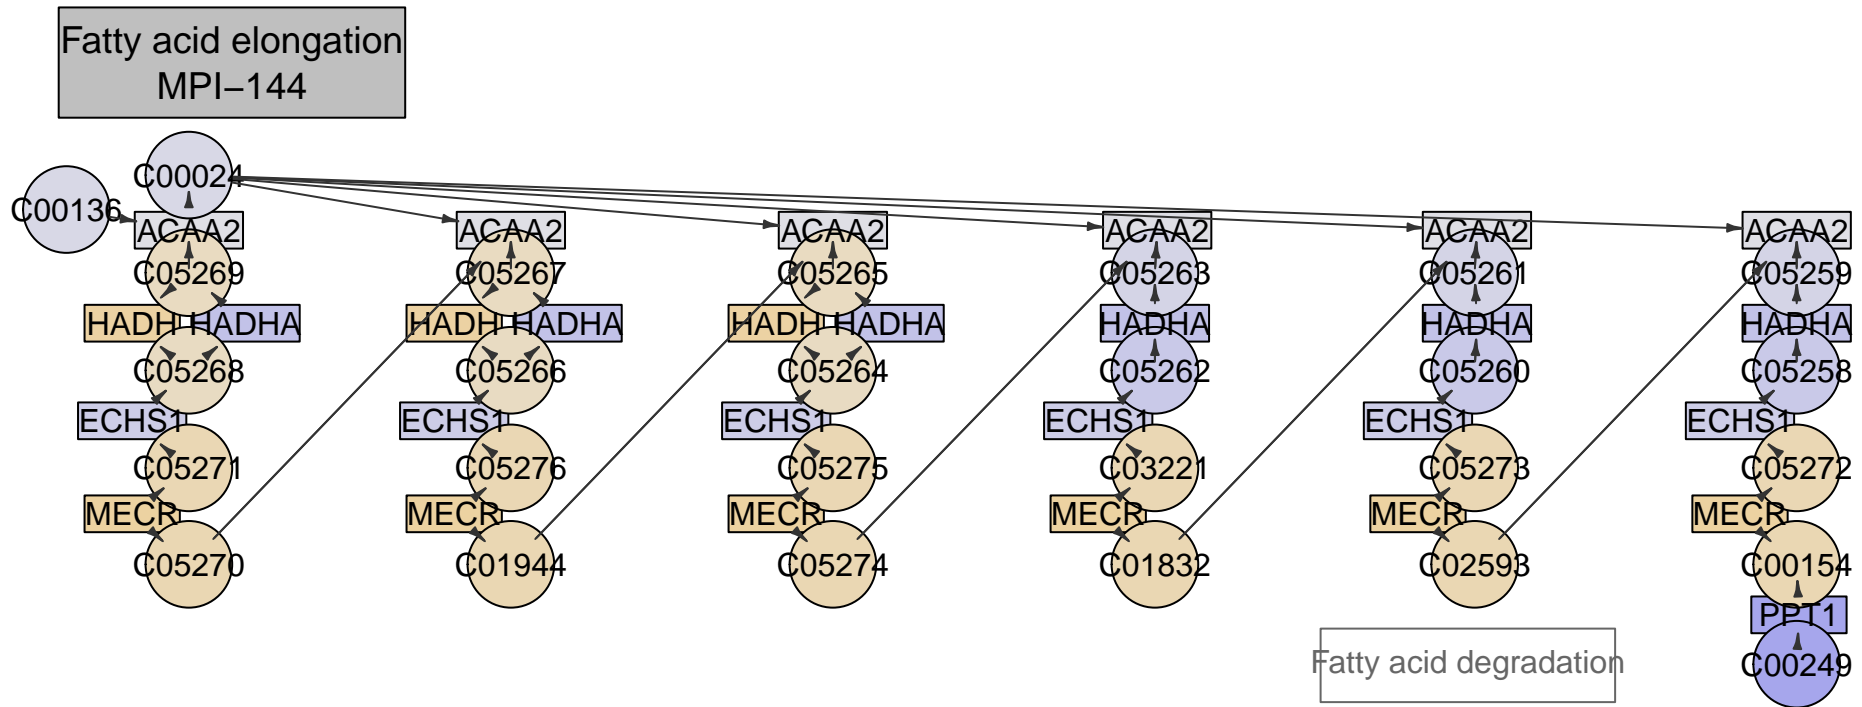 Fatty acid elongation
MPI−144
C00024
C00136
ACAA2 ACAA2 ACAA2 ACAA2 ACAA2 ACAA2
C05269 C05267 C05265 C05263 C05261 C05259
HADH HADHA HADH HADHA HADH HADHA HADHA HADHA HADHA
C05268 C05266 C05264 C05262 C05260 C05258
ECHS1 ECHS1 ECHS1 ECHS1 ECHS1 ECHS1
C05271 C05276 C05275 C03221 C05273 C05272
MECR MECR MECR MECR MECR MECR
C05270 C01944 C05274 C01832 C02593 C00154
PPT1
Fatty acid degradation C00249